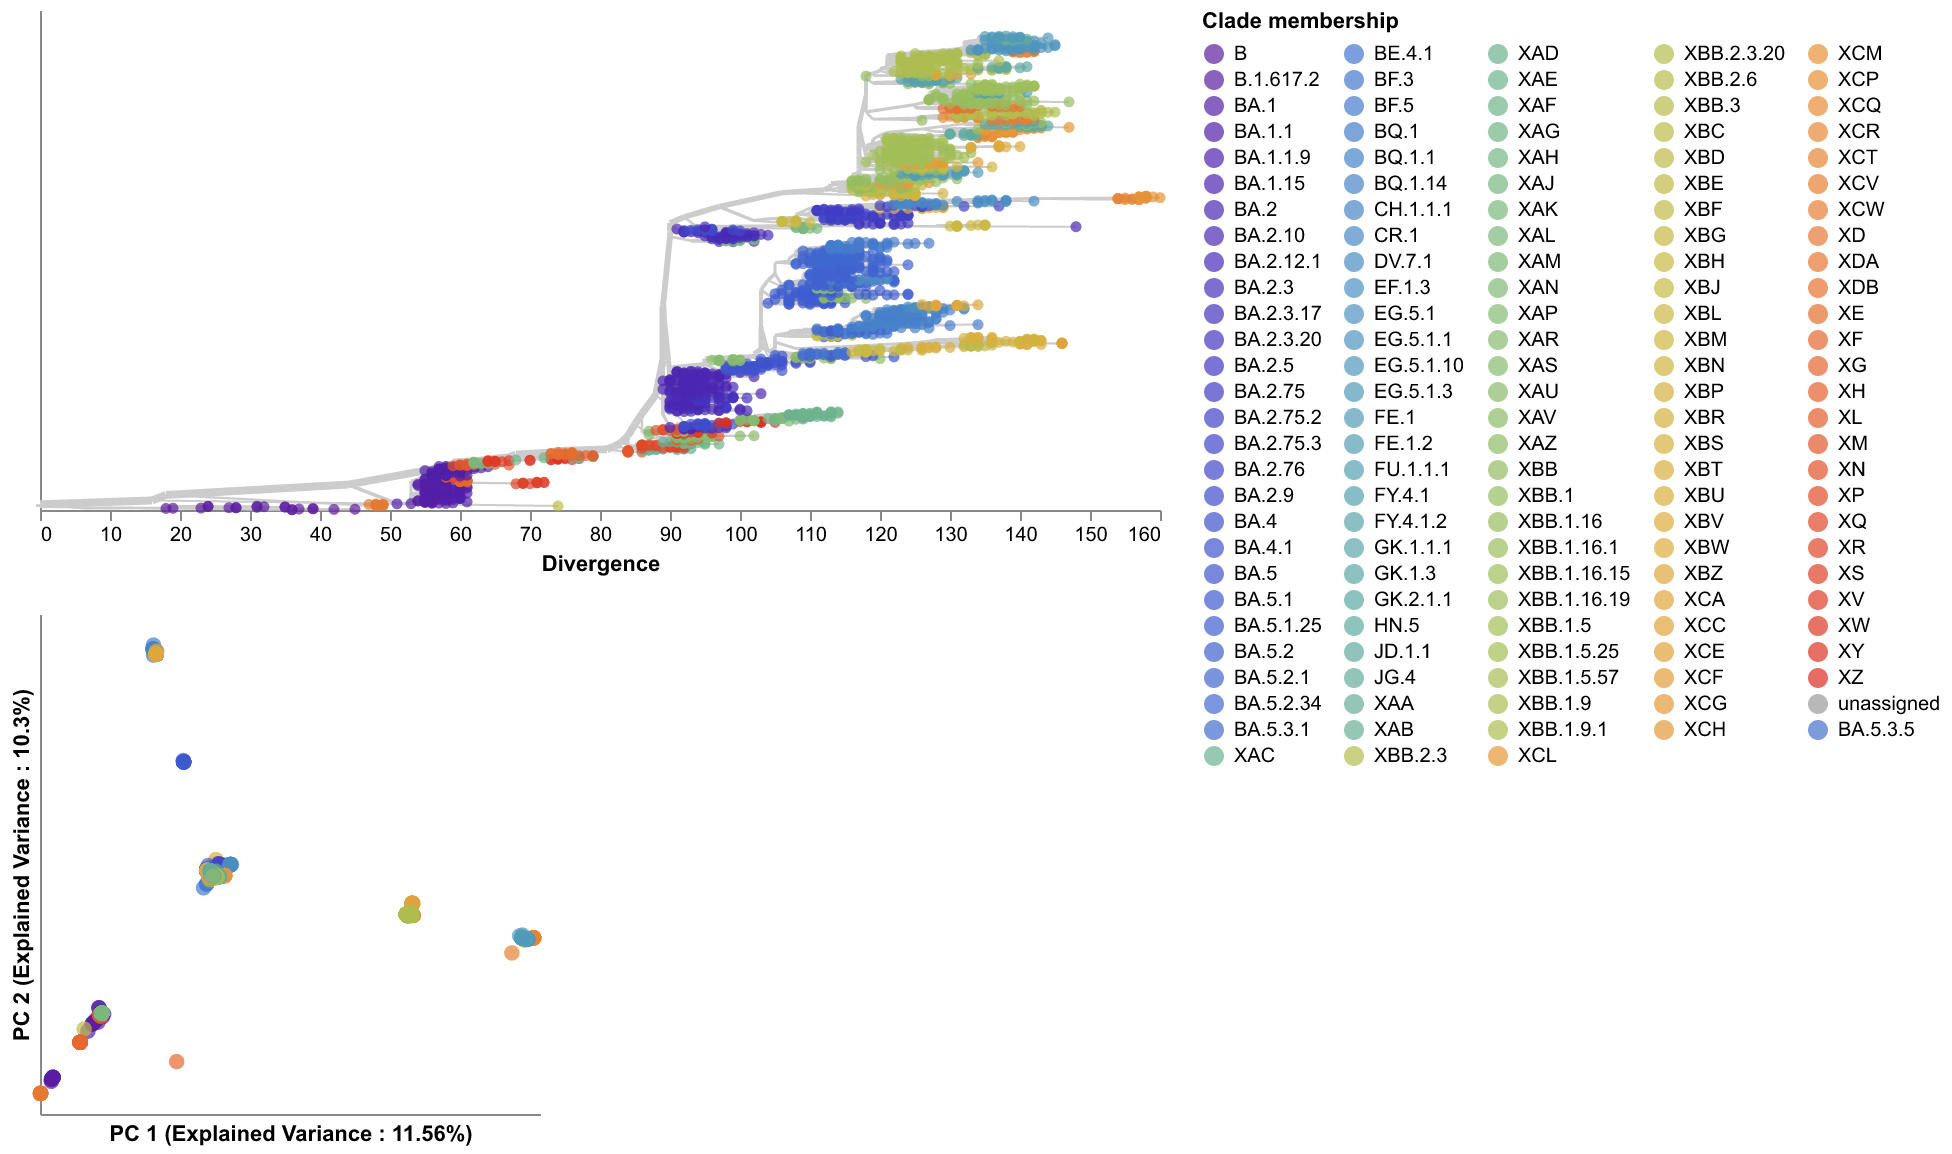 Clade membership
B
B.1.617.2
BA.1
BA.1.1
BA.1.1.9
BA.1.15
BA.2
BA.2.10
BA.2.12.1
BA.2.3
BA.2.3.17
BA.2.3.20
BA.2.5
BA.2.75
BA.2.75.2
BA.2.75.3
BA.2.76
BA.2.9
BA.4
BA.4.1
BA.5
BA.5.1
BA.5.1.25
BA.5.2
BA.5.2.1
BA.5.2.34
BA.5.3.1
XAC
BE.4.1
BF.3
BF.5
BQ.1
BQ.1.1
BQ.1.14
CH.1.1.1
CR.1
DV.7.1
EF.1.3
EG.5.1
EG.5.1.1
EG.5.1.10
EG.5.1.3
FE.1
FE.1.2
FU.1.1.1
FY.4.1
FY.4.1.2
GK.1.1.1
GK.1.3
GK.2.1.1
HN.5
JD.1.1
JG.4
XAA
XAB
XBB.2.3
XAD
XAE
XAF
XAG
XAH
XAJ
XAK
XAL
XAM
XAN
XAP
XAR
XAS
XAU
XAV
XAZ
XBB
XBB.1
XBB.1.16
XBB.1.16.1
XBB.1.16.15
XBB.1.16.19
XBB.1.5
XBB.1.5.25
XBB.1.5.57
XBB.1.9
XBB.1.9.1
XCL
XBB.2.3.20
XBB.2.6
XBB.3
XBC
XBD
XBE
XBF
XBG
XBH
XBJ
XBL
XBM
XBN
XBP
XBR
XBS
XBT
XBU
XBV
XBW
XBZ
XCA
XCC
XCE
XCF
XCG
XCH
XCM
XCP
XCQ
XCR
XCT
XCV
XCW
XD
XDA
XDB
XE
XF
XG
XH
XL
XM
XN
XP
XQ
XR
XS
XV
XW
XY
XZ
unassigned
BA.5.3.5
0 10 20 30 40 50 60 70 80 90 100 110 120 130 140 150 160
Divergence
PC 2 (Explained Variance : 10.3%)
PC 1 (Explained Variance : 11.56%)